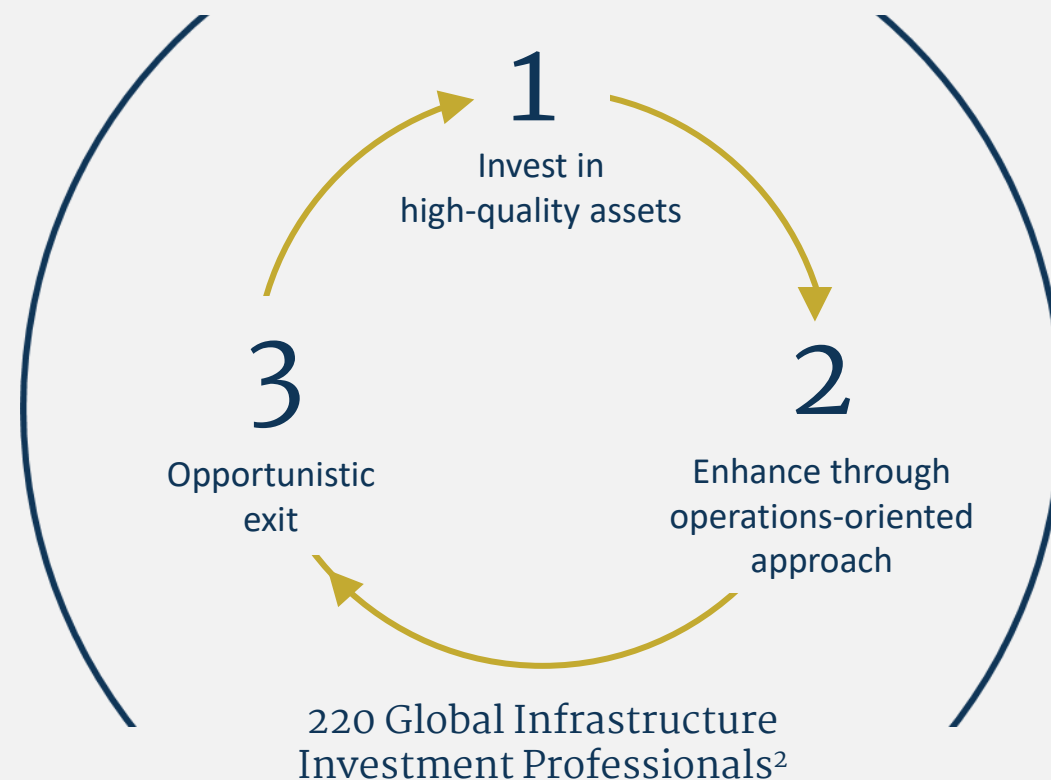 1
Invest in
high-quality assets
2
Enhance through
operations-oriented
approach
3
Opportunistic
exit
220 Global Infrastructure
Investment Professionals²